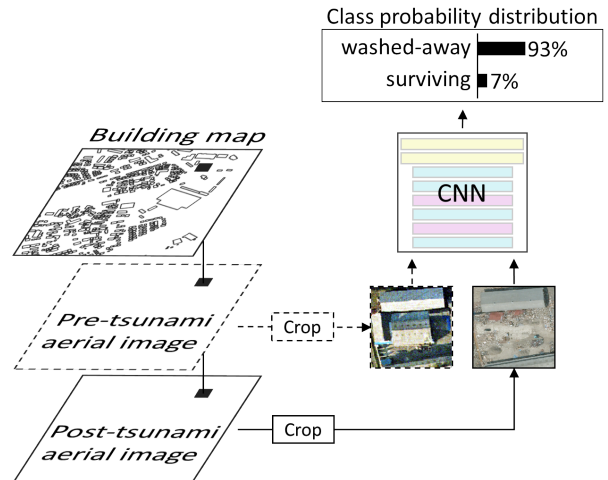 Class probability distribution
washed-away 93%
surviving 7%
Building map
CNN
Pre-tsunami
aerial image
Crop
Post-tsunami
aerial image
Crop